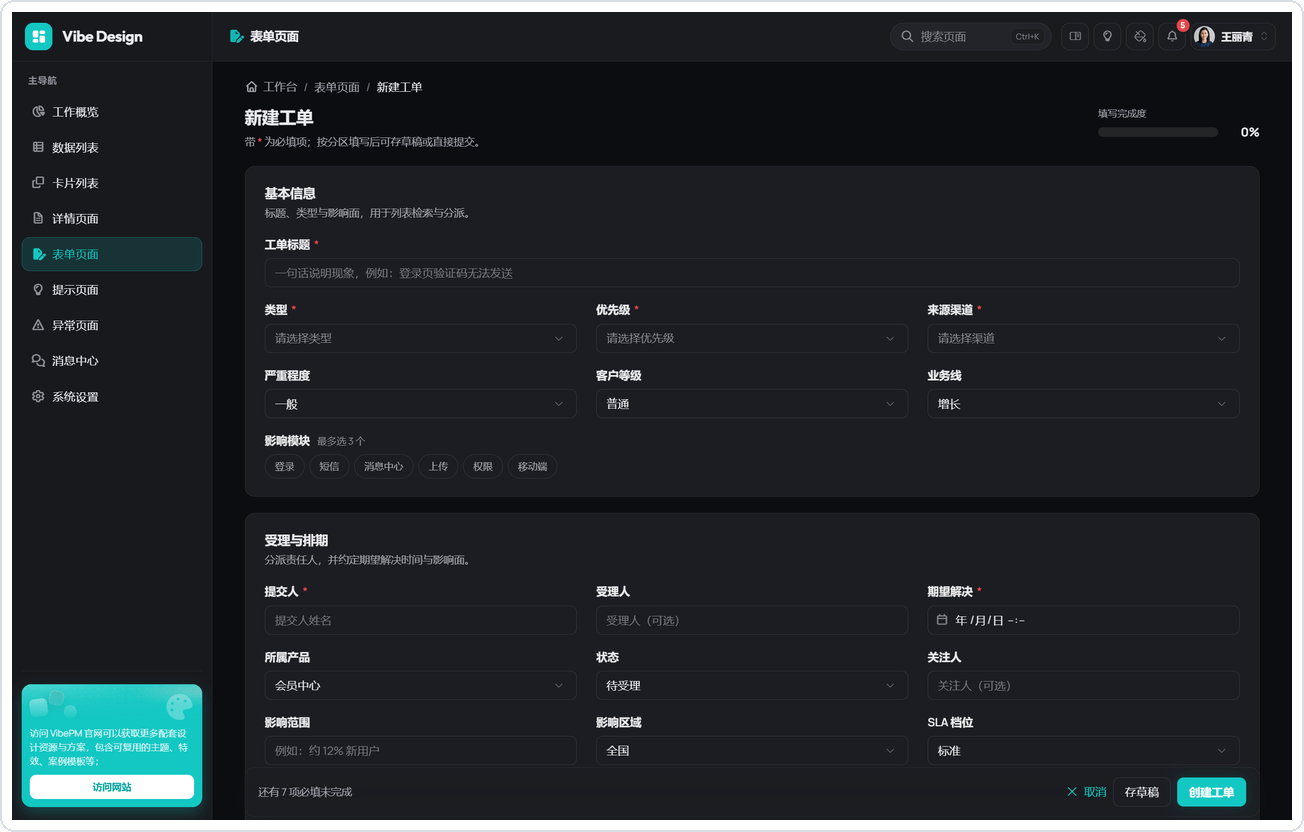 Vibe Design
表单页面
搜索页面 Ctrl+K
5
王丽青
主导航
工作概览
数据列表
卡片列表
详情页面
表单页面
提示页面
异常页面
消息中心
系统设置
访问 VibePM 官网可以获取更多配套设
计资源与方案，包含可复用的主题、特
效、案例模板等；
访问网站
工作台 / 表单页面 / 新建工单
新建工单
带 * 为必填项；按分区填写后可存草稿或直接提交。
填写完成度
0%
基本信息
标题、类型与影响面，用于列表检索与分派。
工单标题 *
一句话说明现象，例如：登录页验证码无法发送
类型 * 优先级 * 来源渠道 *
请选择类型 请选择优先级 请选择渠道
严重程度 客户等级 业务线
一般 普通 增长
影响模块 最多选 3 个
登录 短信 消息中心 上传 权限 移动端
受理与排期
分派责任人，并约定期望解决时间与影响面。
提交人 * 受理人 期望解决 *
提交人姓名 受理人（可选） 年 /月/日 --:--
所属产品 状态 关注人
会员中心 待受理 关注人（可选）
影响范围 影响区域 SLA 档位
例如：约 12% 新用户 全国 标准
还有 7 项必填未完成
取消 存草稿 创建工单